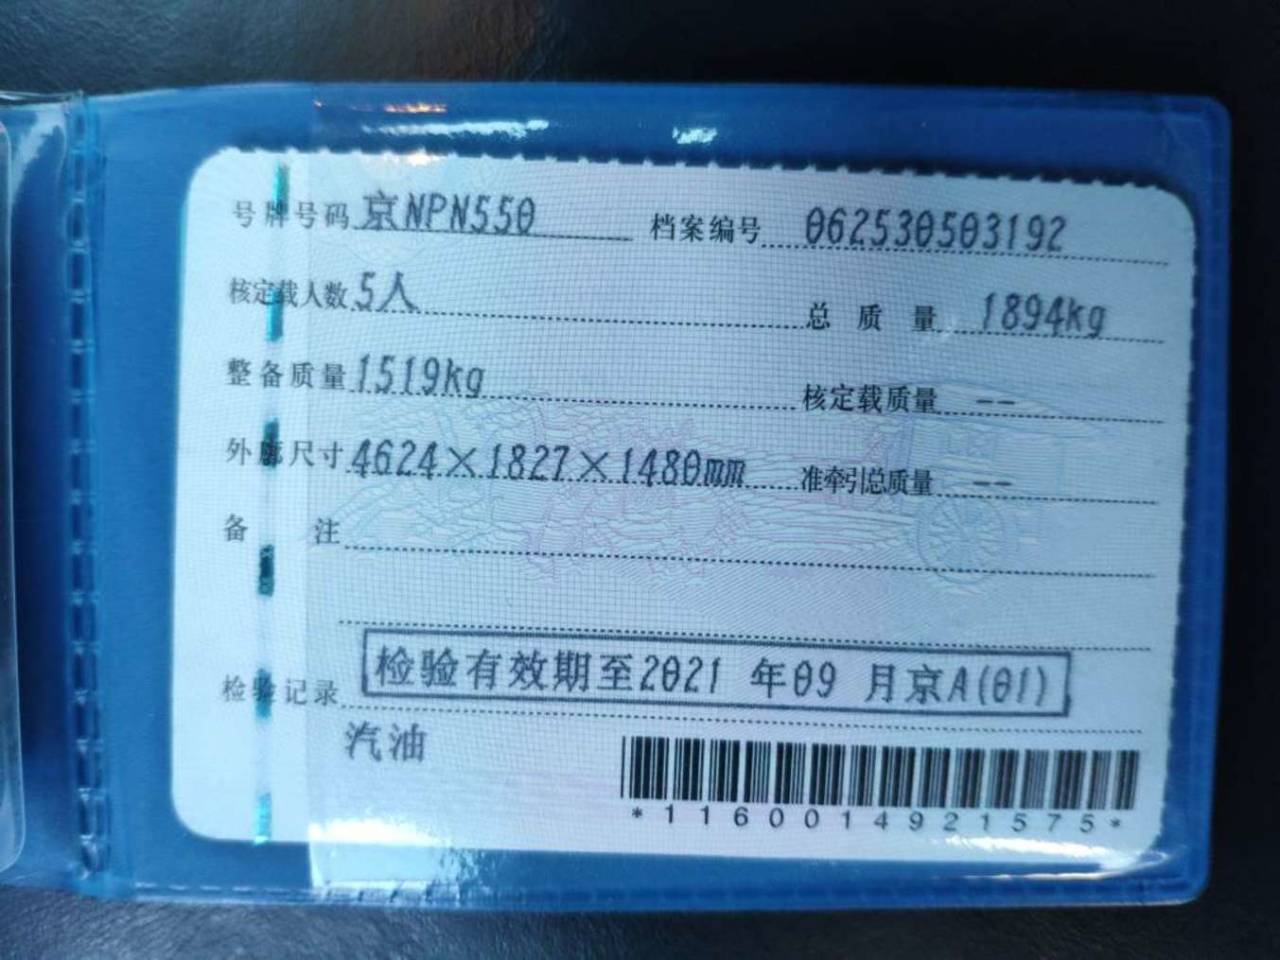 号牌号码 京NPN550 档案编号 062530503192
核定载人数 5人 总质量 1894kg
整备质量 1519kg 核定载质量 --
外廓尺寸 4624×1827×1480mm 准牵引总质量 --
备注
检验记录 检验有效期至2021 年09 月京A(01)
汽油
*1160014921575*